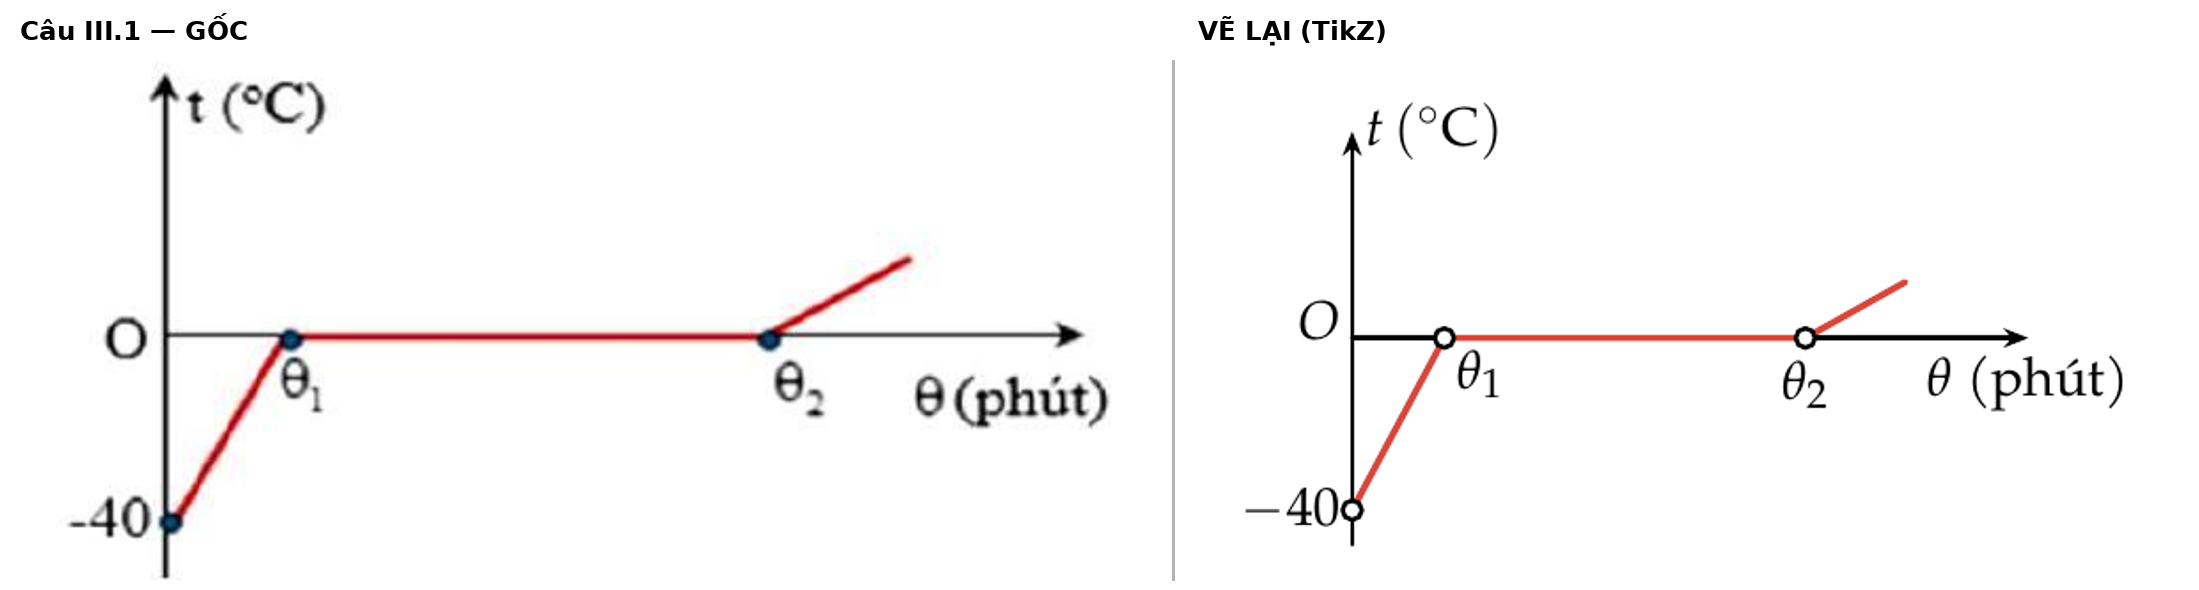 Câu III.1 — GỐC
t (°C)
O
θ₁
θ₂
θ (phút)
-40
VẼ LẠI (TikZ)
t (°C)
O
θ₁
θ₂
θ (phút)
−40